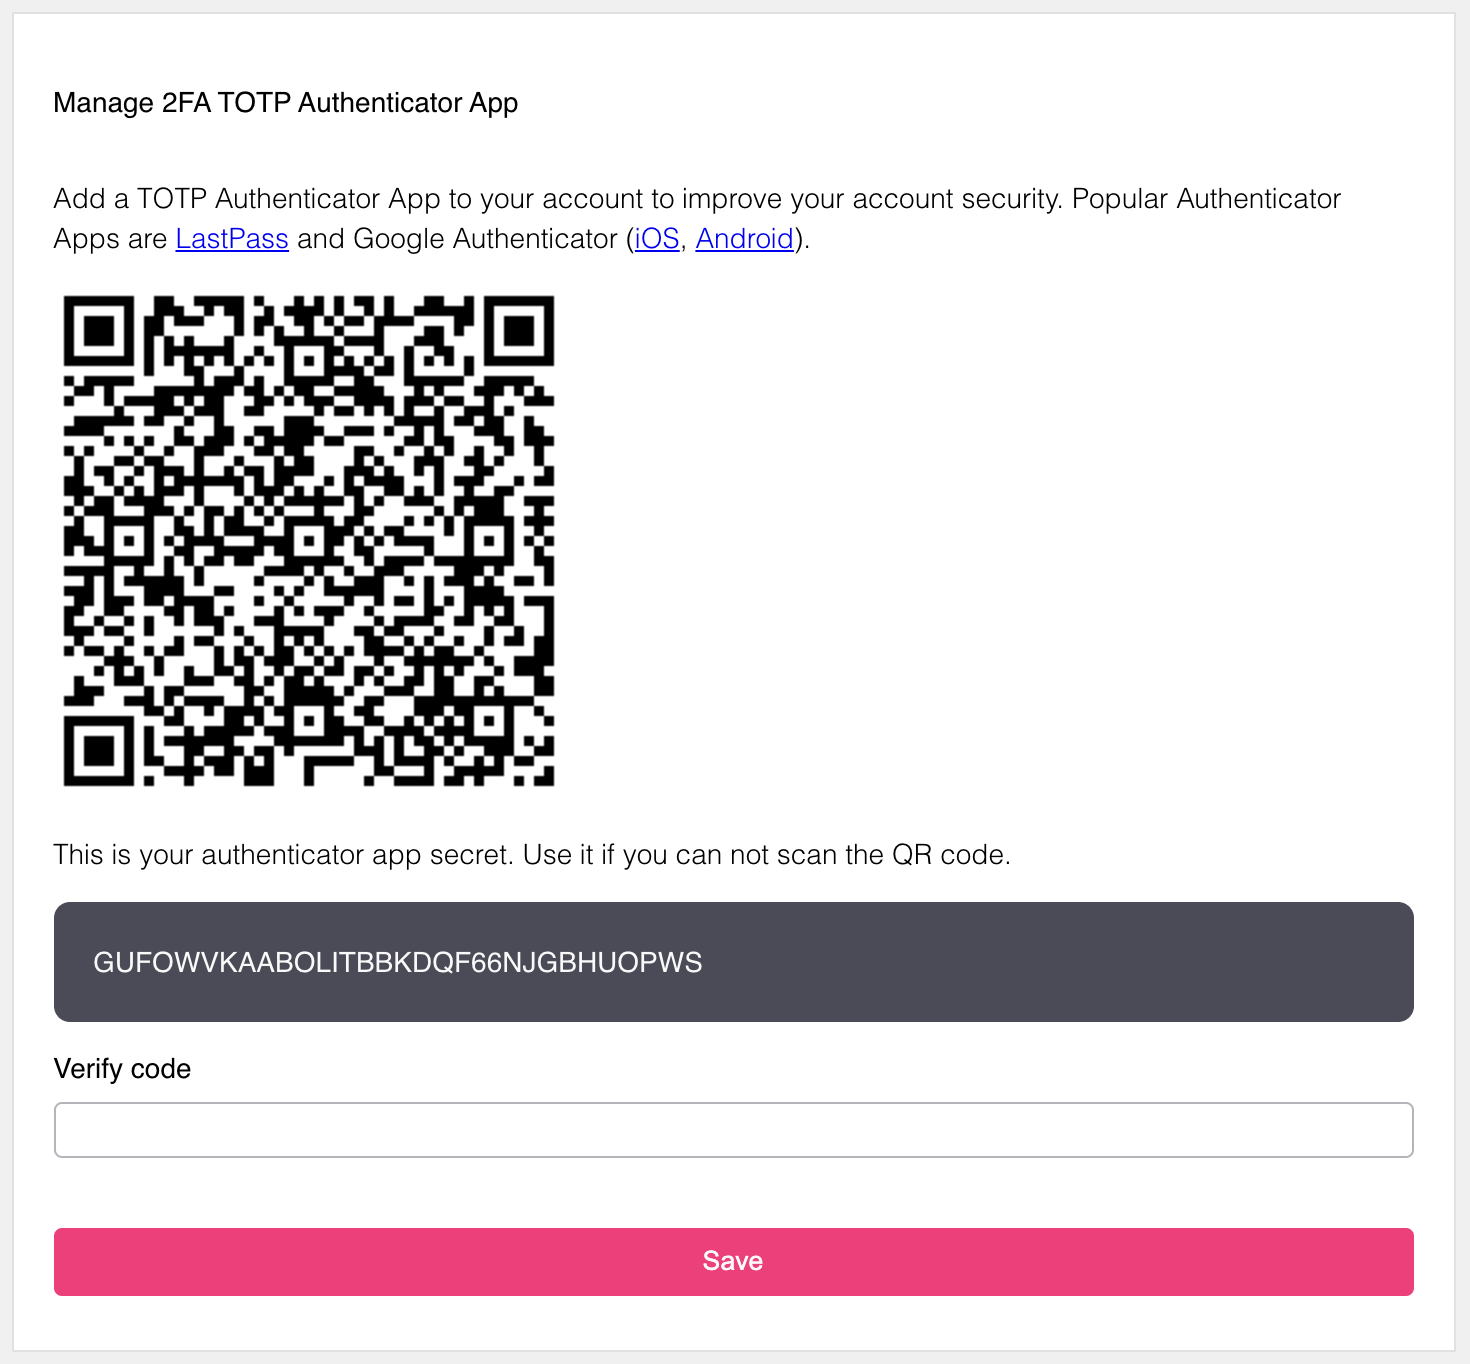 Manage 2FA TOTP Authenticator App
Add a TOTP Authenticator App to your account to improve your account security. Popular Authenticator
Apps are LastPass and Google Authenticator (iOS, Android).
This is your authenticator app secret. Use it if you can not scan the QR code.
GUFOWVKAABOLITBBKDQF66NJGBHUOPWS
Verify code
Save